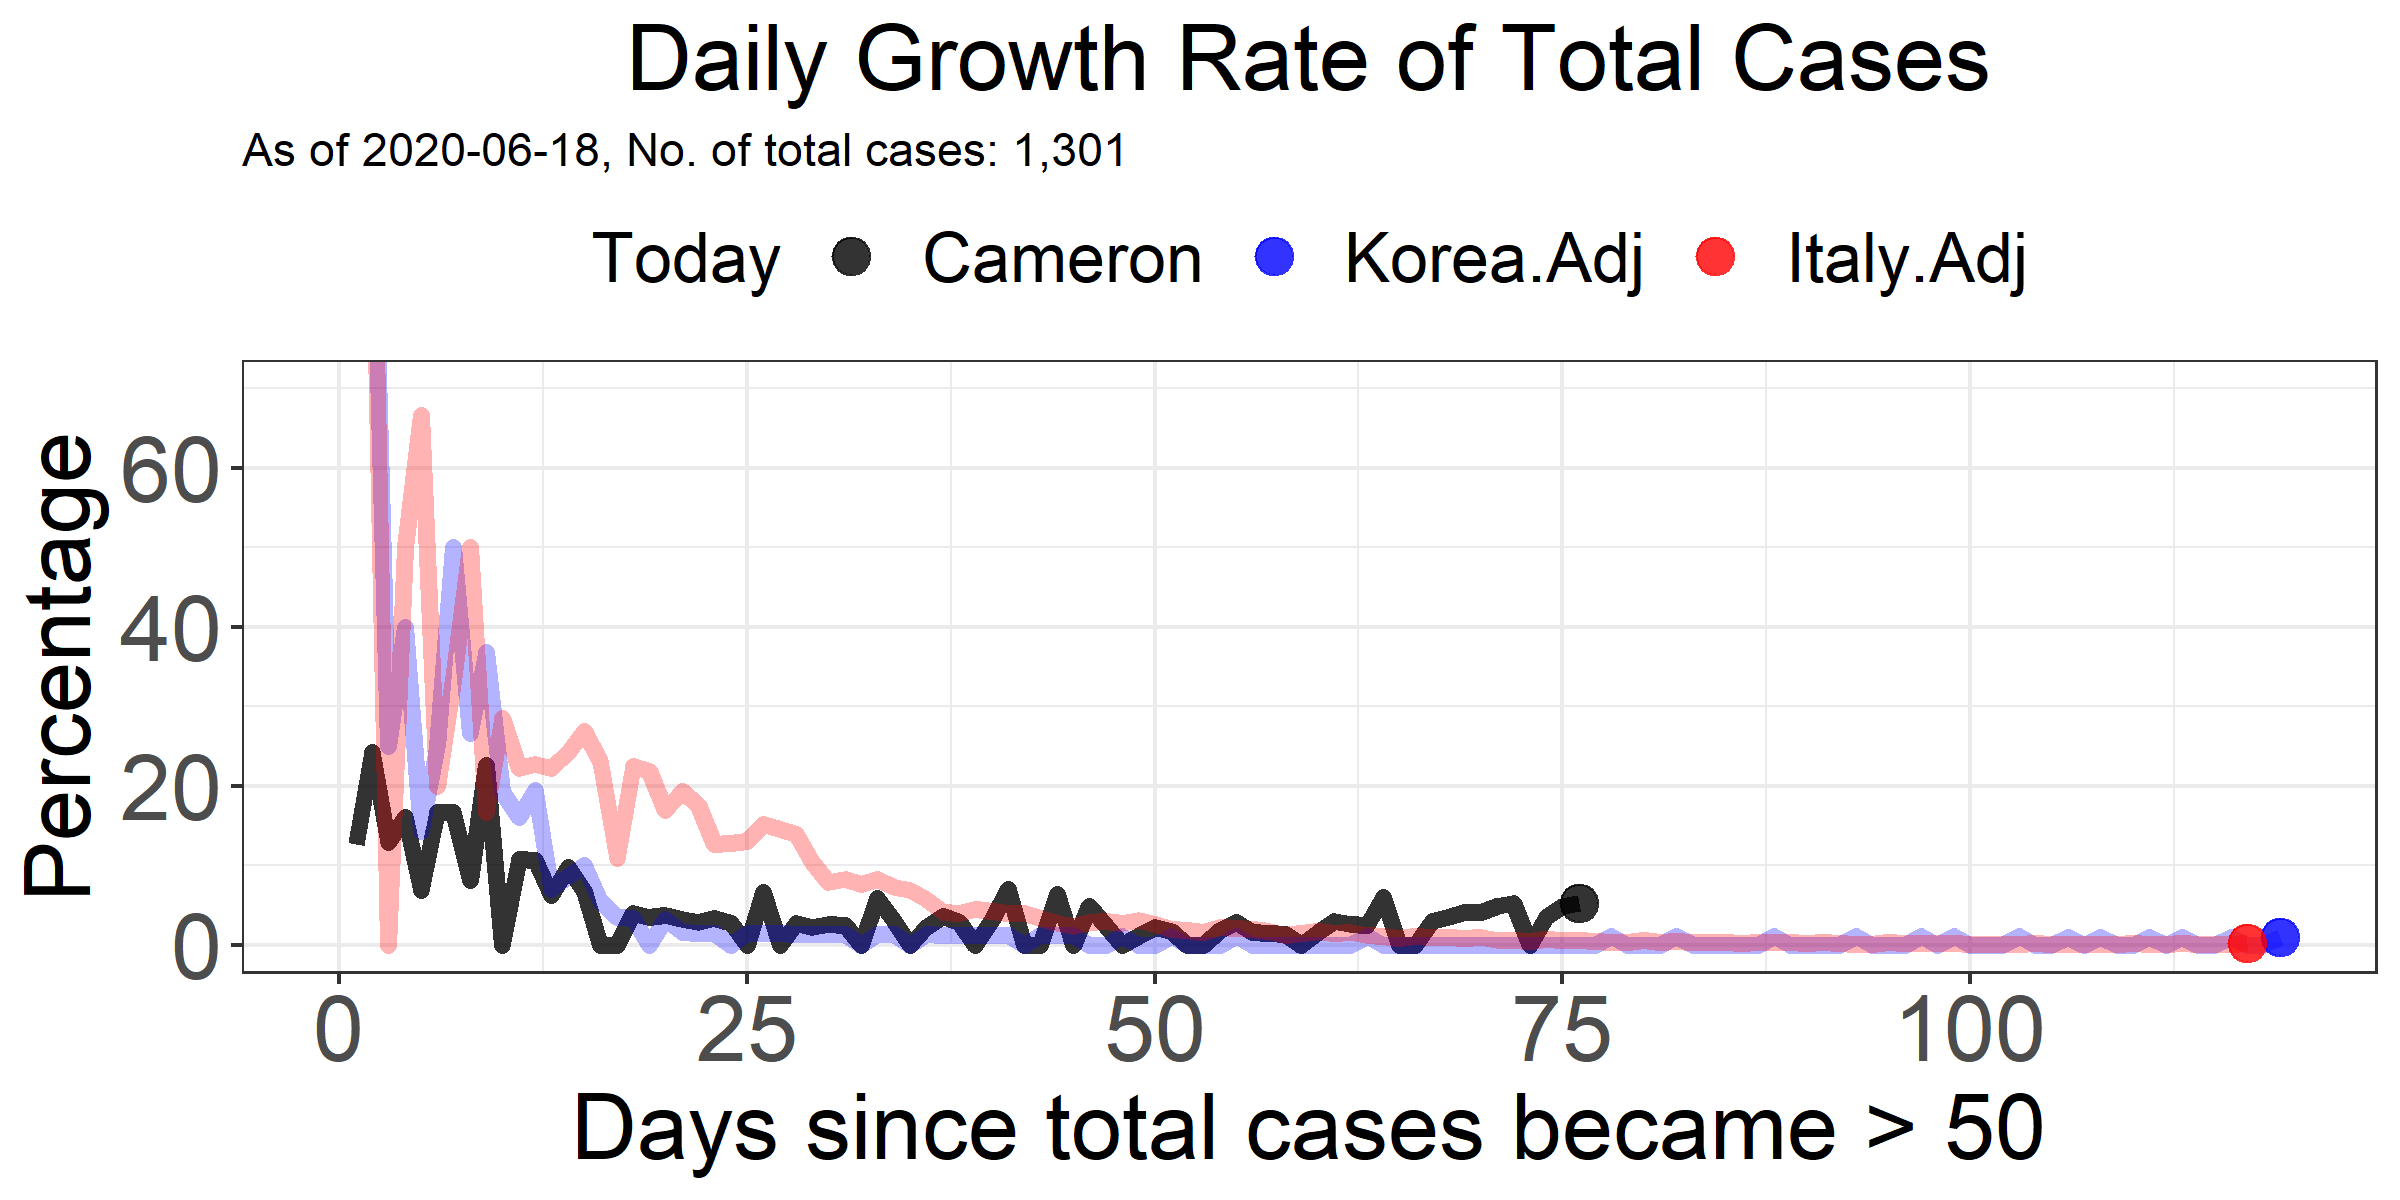 Daily Growth Rate of Total Cases
As of 2020-06-18, No. of total cases: 1,301
Today Cameron Korea.Adj Italy.Adj
Percentage
60
40
20
0
0 25 50 75 100
Days since total cases became > 50